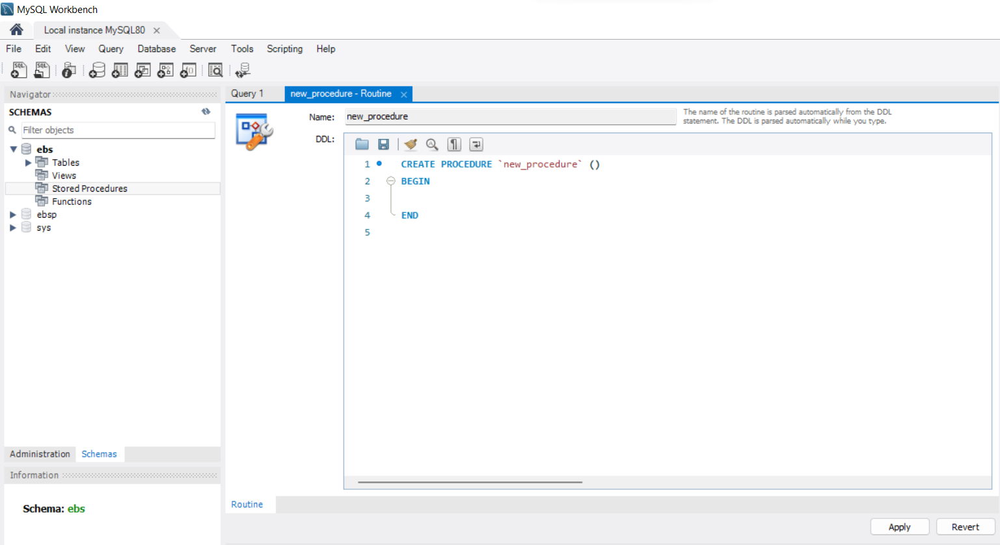 MySQL Workbench
Local instance MySQL80
File Edit View Query Database Server Tools Scripting Help
SQL SQL
Navigator
SCHEMAS
Filter objects
ebs
Tables
Views
Stored Procedures
Functions
ebsp
sys
Administration Schemas
Information
Schema: ebs
Query 1 new_procedure - Routine
Name: new_procedure
The name of the routine is parsed automatically from the DDL
statement. The DDL is parsed automatically while you type.
DDL:
1 CREATE PROCEDURE `new_procedure` ()
2 BEGIN
3
4 END
5
Routine
Apply Revert